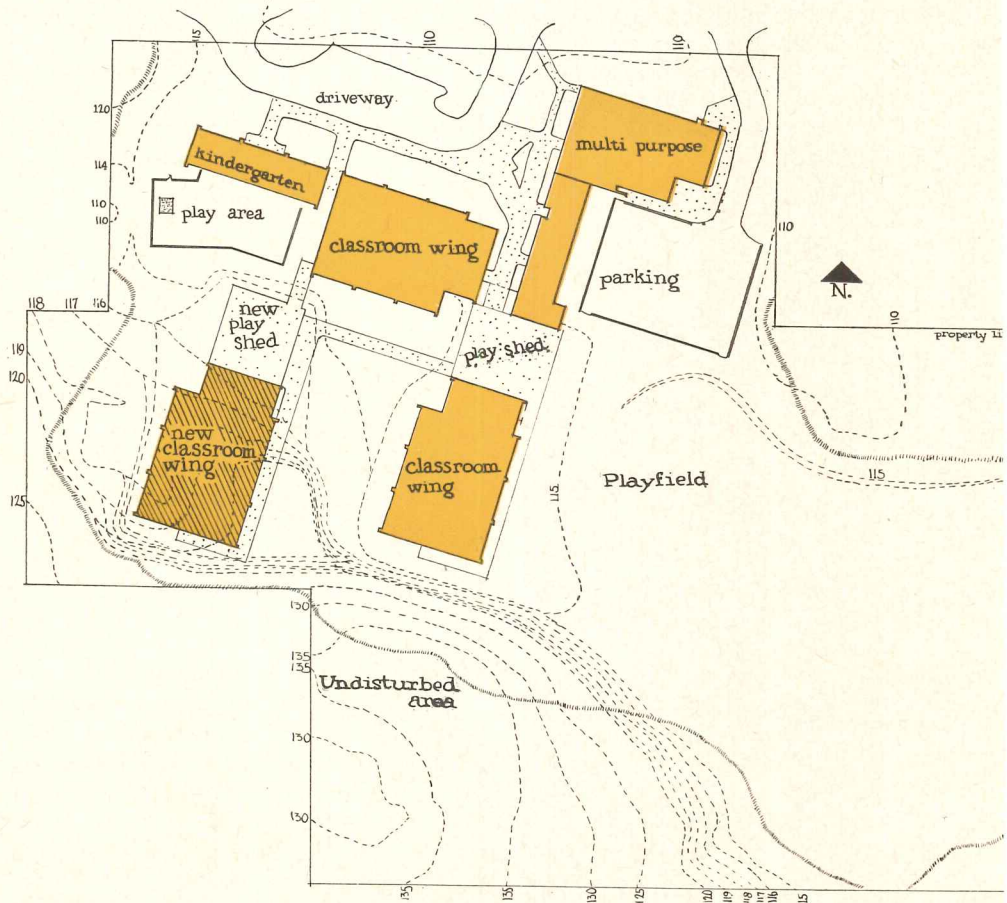 115
110
110
120
driveway
multi purpose
114
kindergarten
110
110
play area
110
classroom wing
parking
N.
118
117
116
new
play
shed
110
property li
119
play shed
120
new
classroom
wing
classroom
wing
Playfield
115
115
125
130
135
135
Undisturbed
area
130
130
135
135
130
125
120
119
118
117
116
115